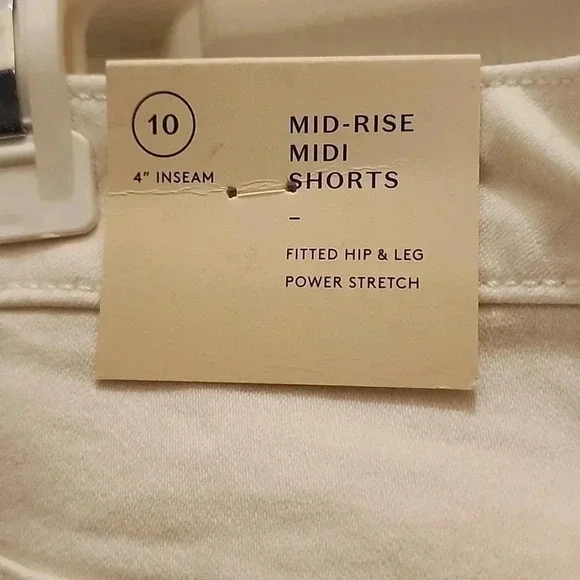 10
4" INSEAM
MID-RISE
MIDI
SHORTS
–
FITTED HIP & LEG
POWER STRETCH